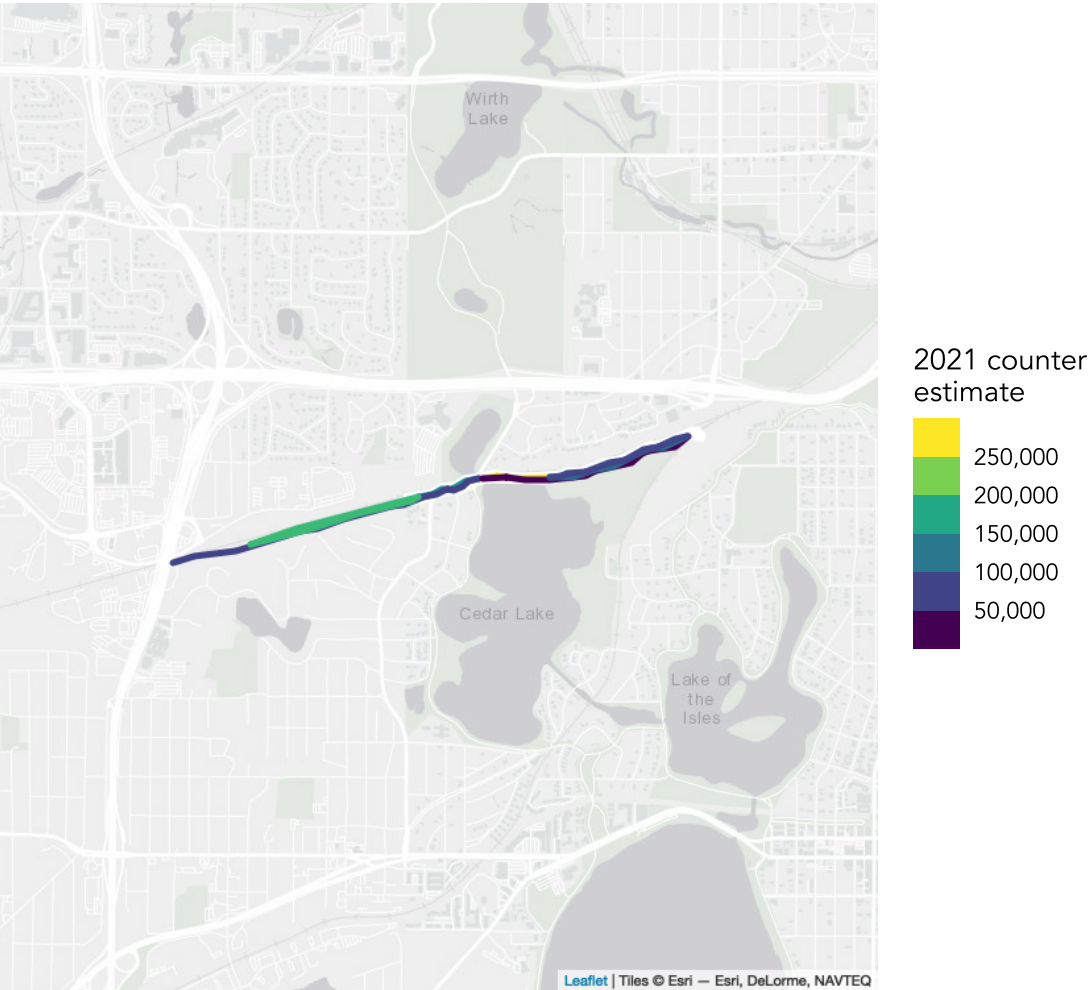 Wirth
Lake
Cedar Lake
Lake of
the
Isles
2021 counter
estimate
250,000
200,000
150,000
100,000
50,000
Leaflet | Tiles © Esri — Esri, DeLorme, NAVTEQ